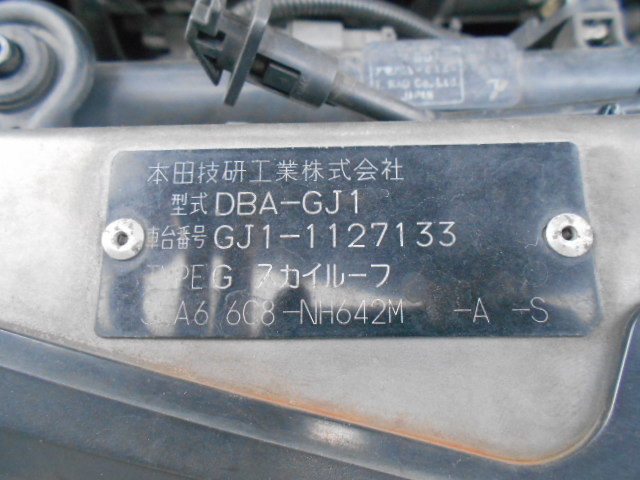 本田技研工業株式会社
型式 DBA-GJ1
車台番号 GJ1-1127133
TYPE G スカイルーフ
6C8-NH642M -A -S